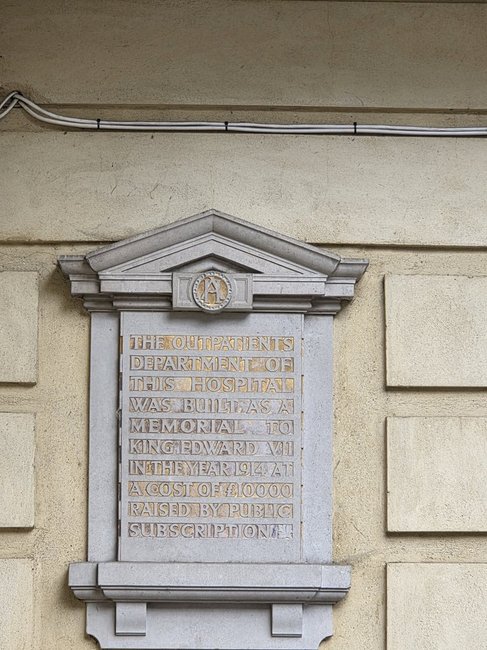 A
THE OUTPATIENTS
DEPARTMENT OF
THIS HOSPITAL
WAS BUILT AS A
MEMORIAL TO
KING EDWARD VII
IN THE YEAR 1914 AT
A COST OF £10000
RAISED BY PUBLIC
SUBSCRIPTION